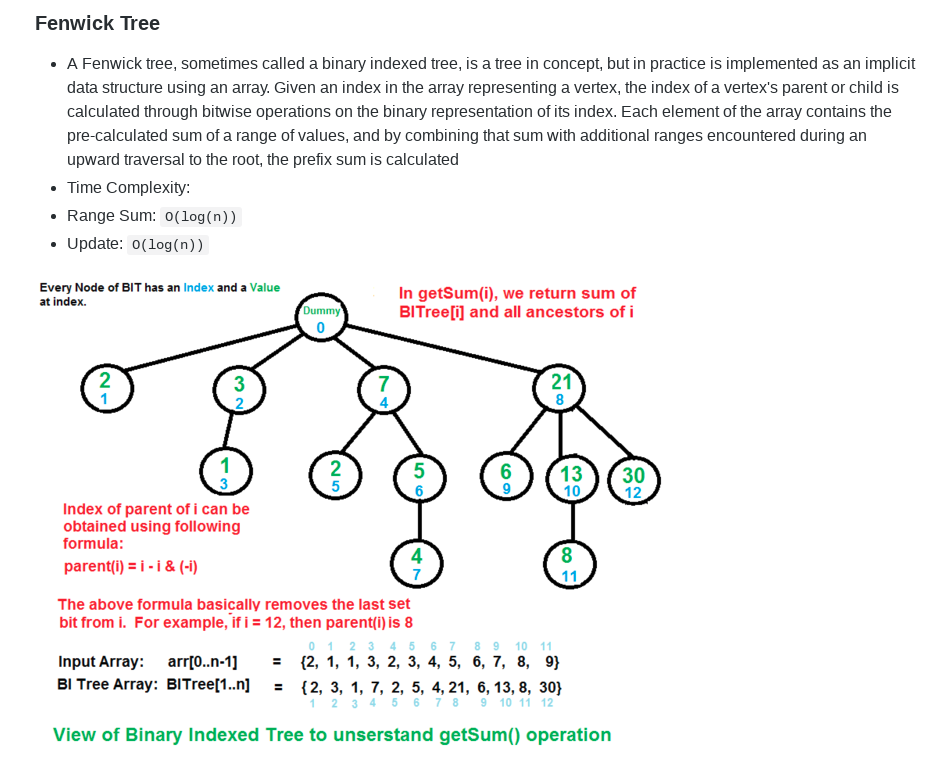 Fenwick Tree
• A Fenwick tree, sometimes called a binary indexed tree, is a tree in concept, but in practice is implemented as an implicit
data structure using an array. Given an index in the array representing a vertex, the index of a vertex's parent or child is
calculated through bitwise operations on the binary representation of its index. Each element of the array contains the
pre-calculated sum of a range of values, and by combining that sum with additional ranges encountered during an
upward traversal to the root, the prefix sum is calculated
• Time Complexity:
• Range Sum: O(log(n))
• Update: O(log(n))
Every Node of BIT has an Index and a Value
at index.
In getSum(i), we return sum of
BITree[i] and all ancestors of i
Dummy
0
2
1
3
2
7
4
21
8
1
3
2
5
5
6
6
9
13
10
30
12
4
7
8
11
Index of parent of i can be
obtained using following
formula:
parent(i) = i - i & (-i)
The above formula basically removes the last set
bit from i. For example, if i = 12, then parent(i) is 8
0 1 2 3 4 5 6 7 8 9 10 11
Input Array: arr[0..n-1] = {2, 1, 1, 3, 2, 3, 4, 5, 6, 7, 8, 9}
BI Tree Array: BITree[1..n] = {2, 3, 1, 7, 2, 5, 4, 21, 6, 13, 8, 30}
1 2 3 4 5 6 7 8 9 10 11 12
View of Binary Indexed Tree to unserstand getSum() operation